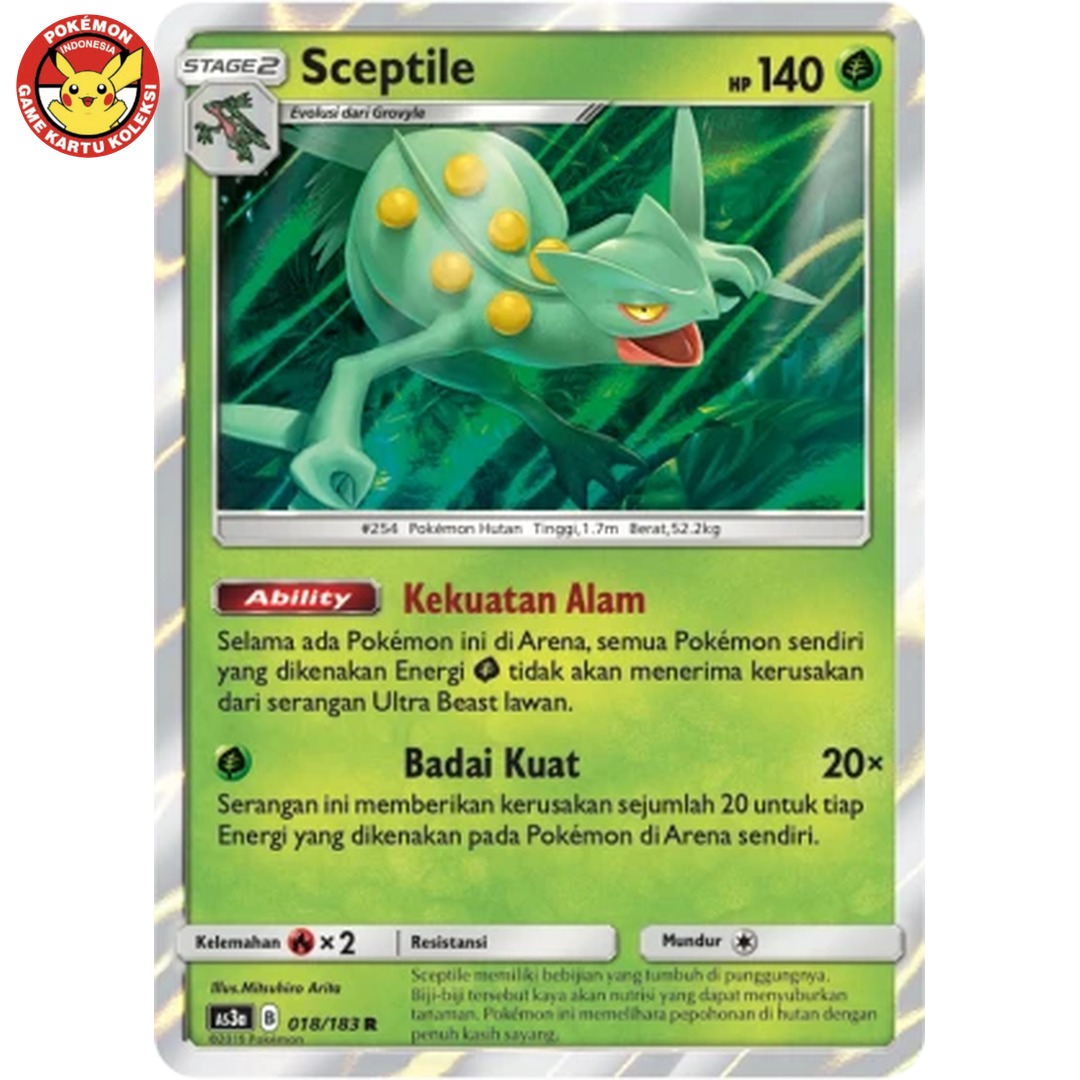 POKÉMON
INDONESIA
GAME KARTU KOLEKSI
STAGE2
Sceptile
HP 140
Evolusi dari Grovyle
#254 Pokémon Hutan Tinggi,1.7m Berat,52.2kg
Ability Kekuatan Alam
Selama ada Pokémon ini di Arena, semua Pokémon sendiri
yang dikenakan Energi tidak akan menerima kerusakan
dari serangan Ultra Beast lawan.
Badai Kuat 20×
Serangan ini memberikan kerusakan sejumlah 20 untuk tiap
Energi yang dikenakan pada Pokémon di Arena sendiri.
Kelemahan ×2 Resistansi Mundur
Illus.Mitsuhiro Arita
Sceptile memiliki bebijian yang tumbuh di punggungnya.
Biji-biji tersebut kaya akan nutrisi yang dapat menyuburkan
tanaman. Pokémon ini memelihara pepohonan di hutan dengan
penuh kasih sayang.
AS3a B 018/183 R
©2019 Pokémon